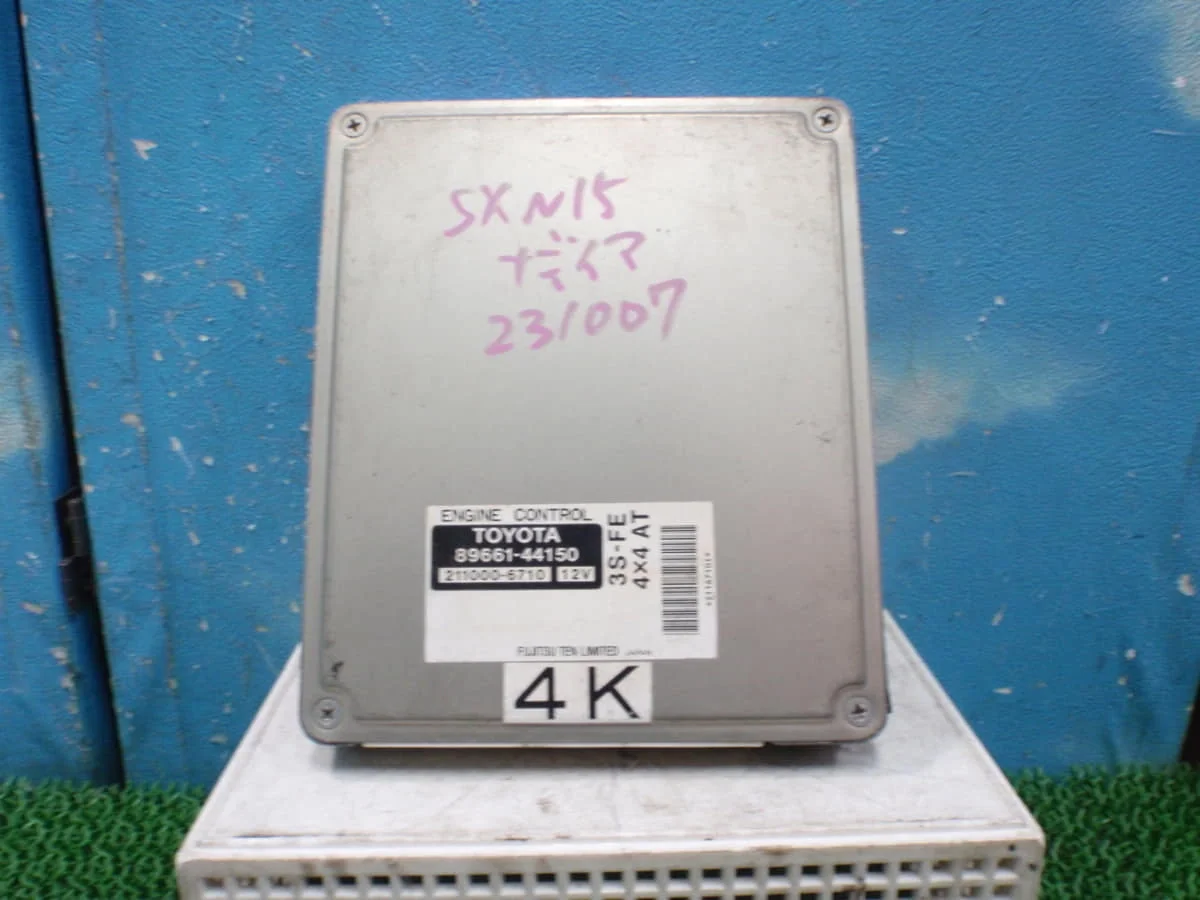 SXN15
ナディア
231007
ENGINE CONTROL
TOYOTA
89661-44150
211000-6710 12V
3S-FE
4×4 AT
FUJITSU TEN LIMITED JAPAN
4K